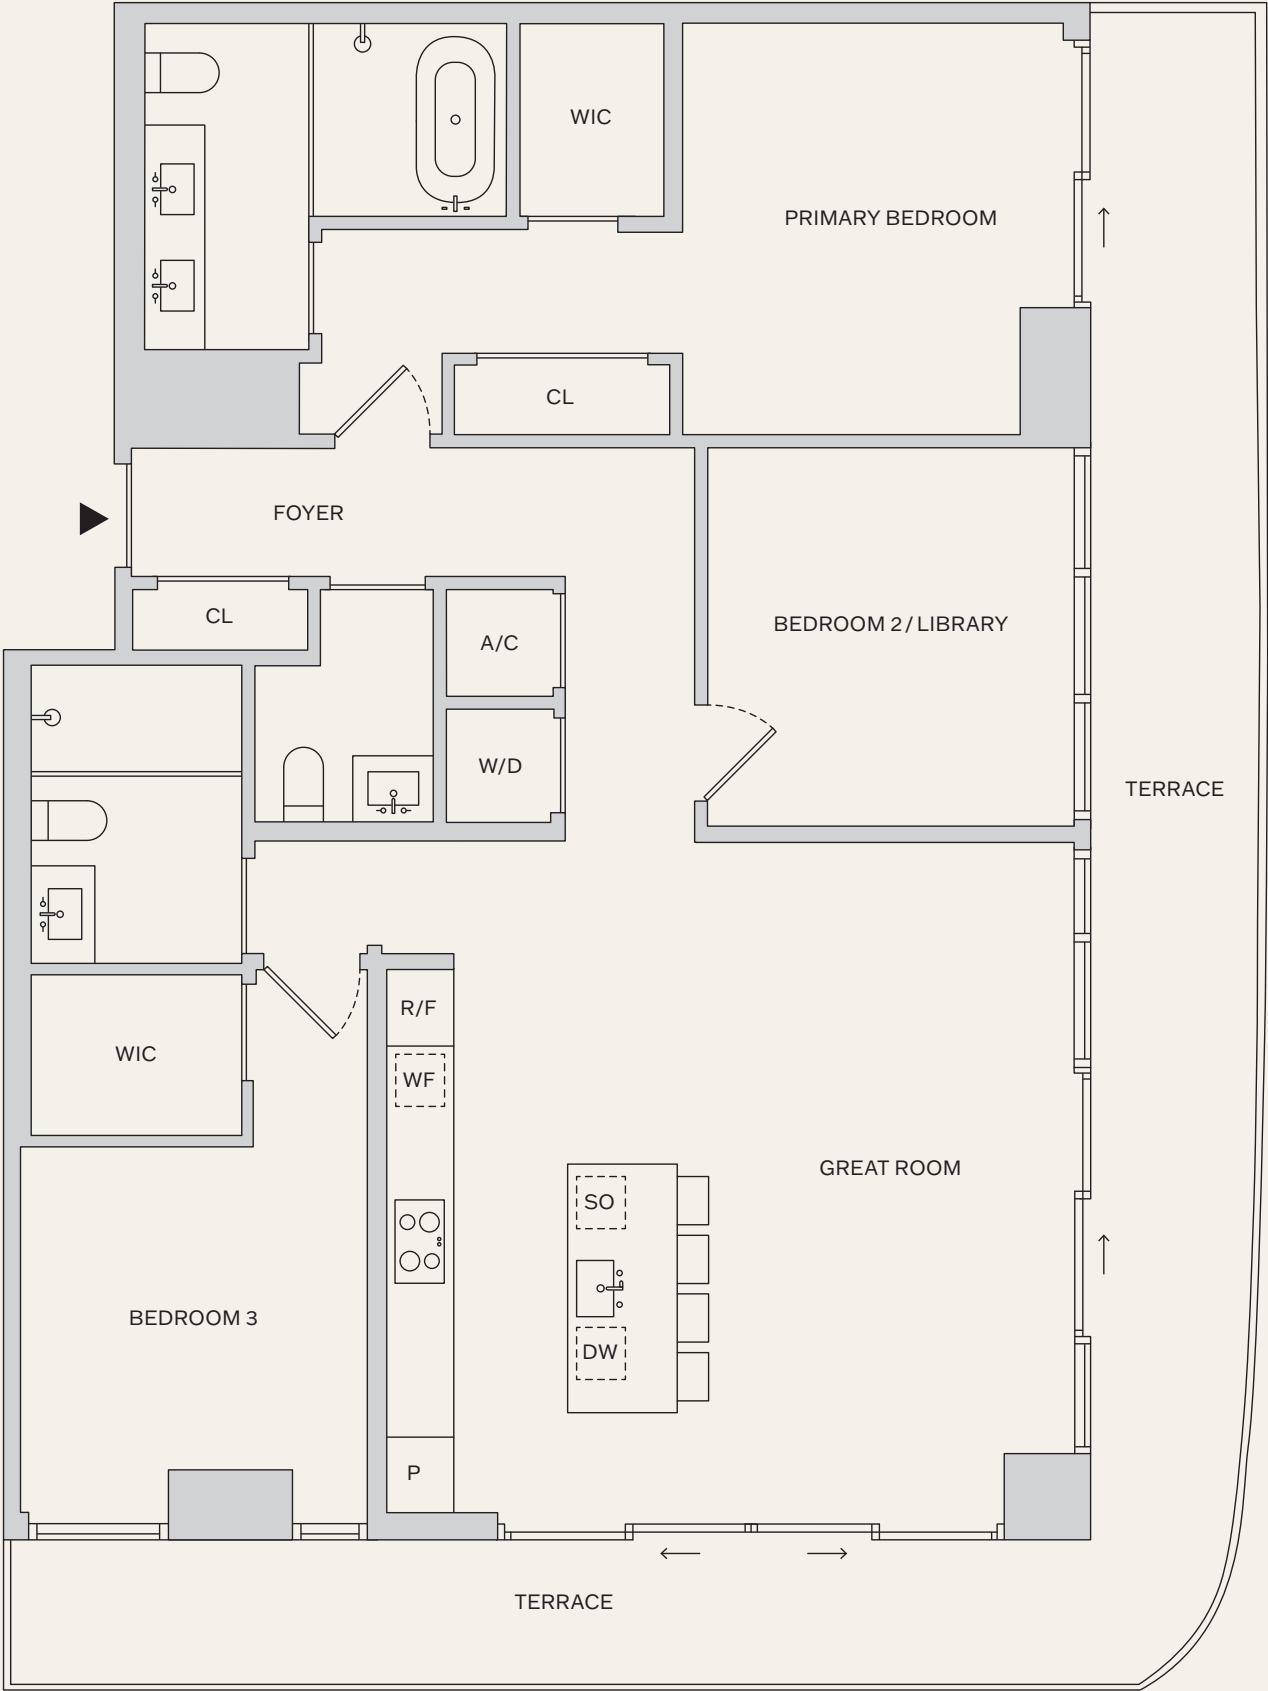 WIC
PRIMARY BEDROOM
CL
FOYER
CL
BEDROOM 2 / LIBRARY
A/C
W/D
TERRACE
R/F
WIC
WF
GREAT ROOM
SO
BEDROOM 3
DW
P
TERRACE